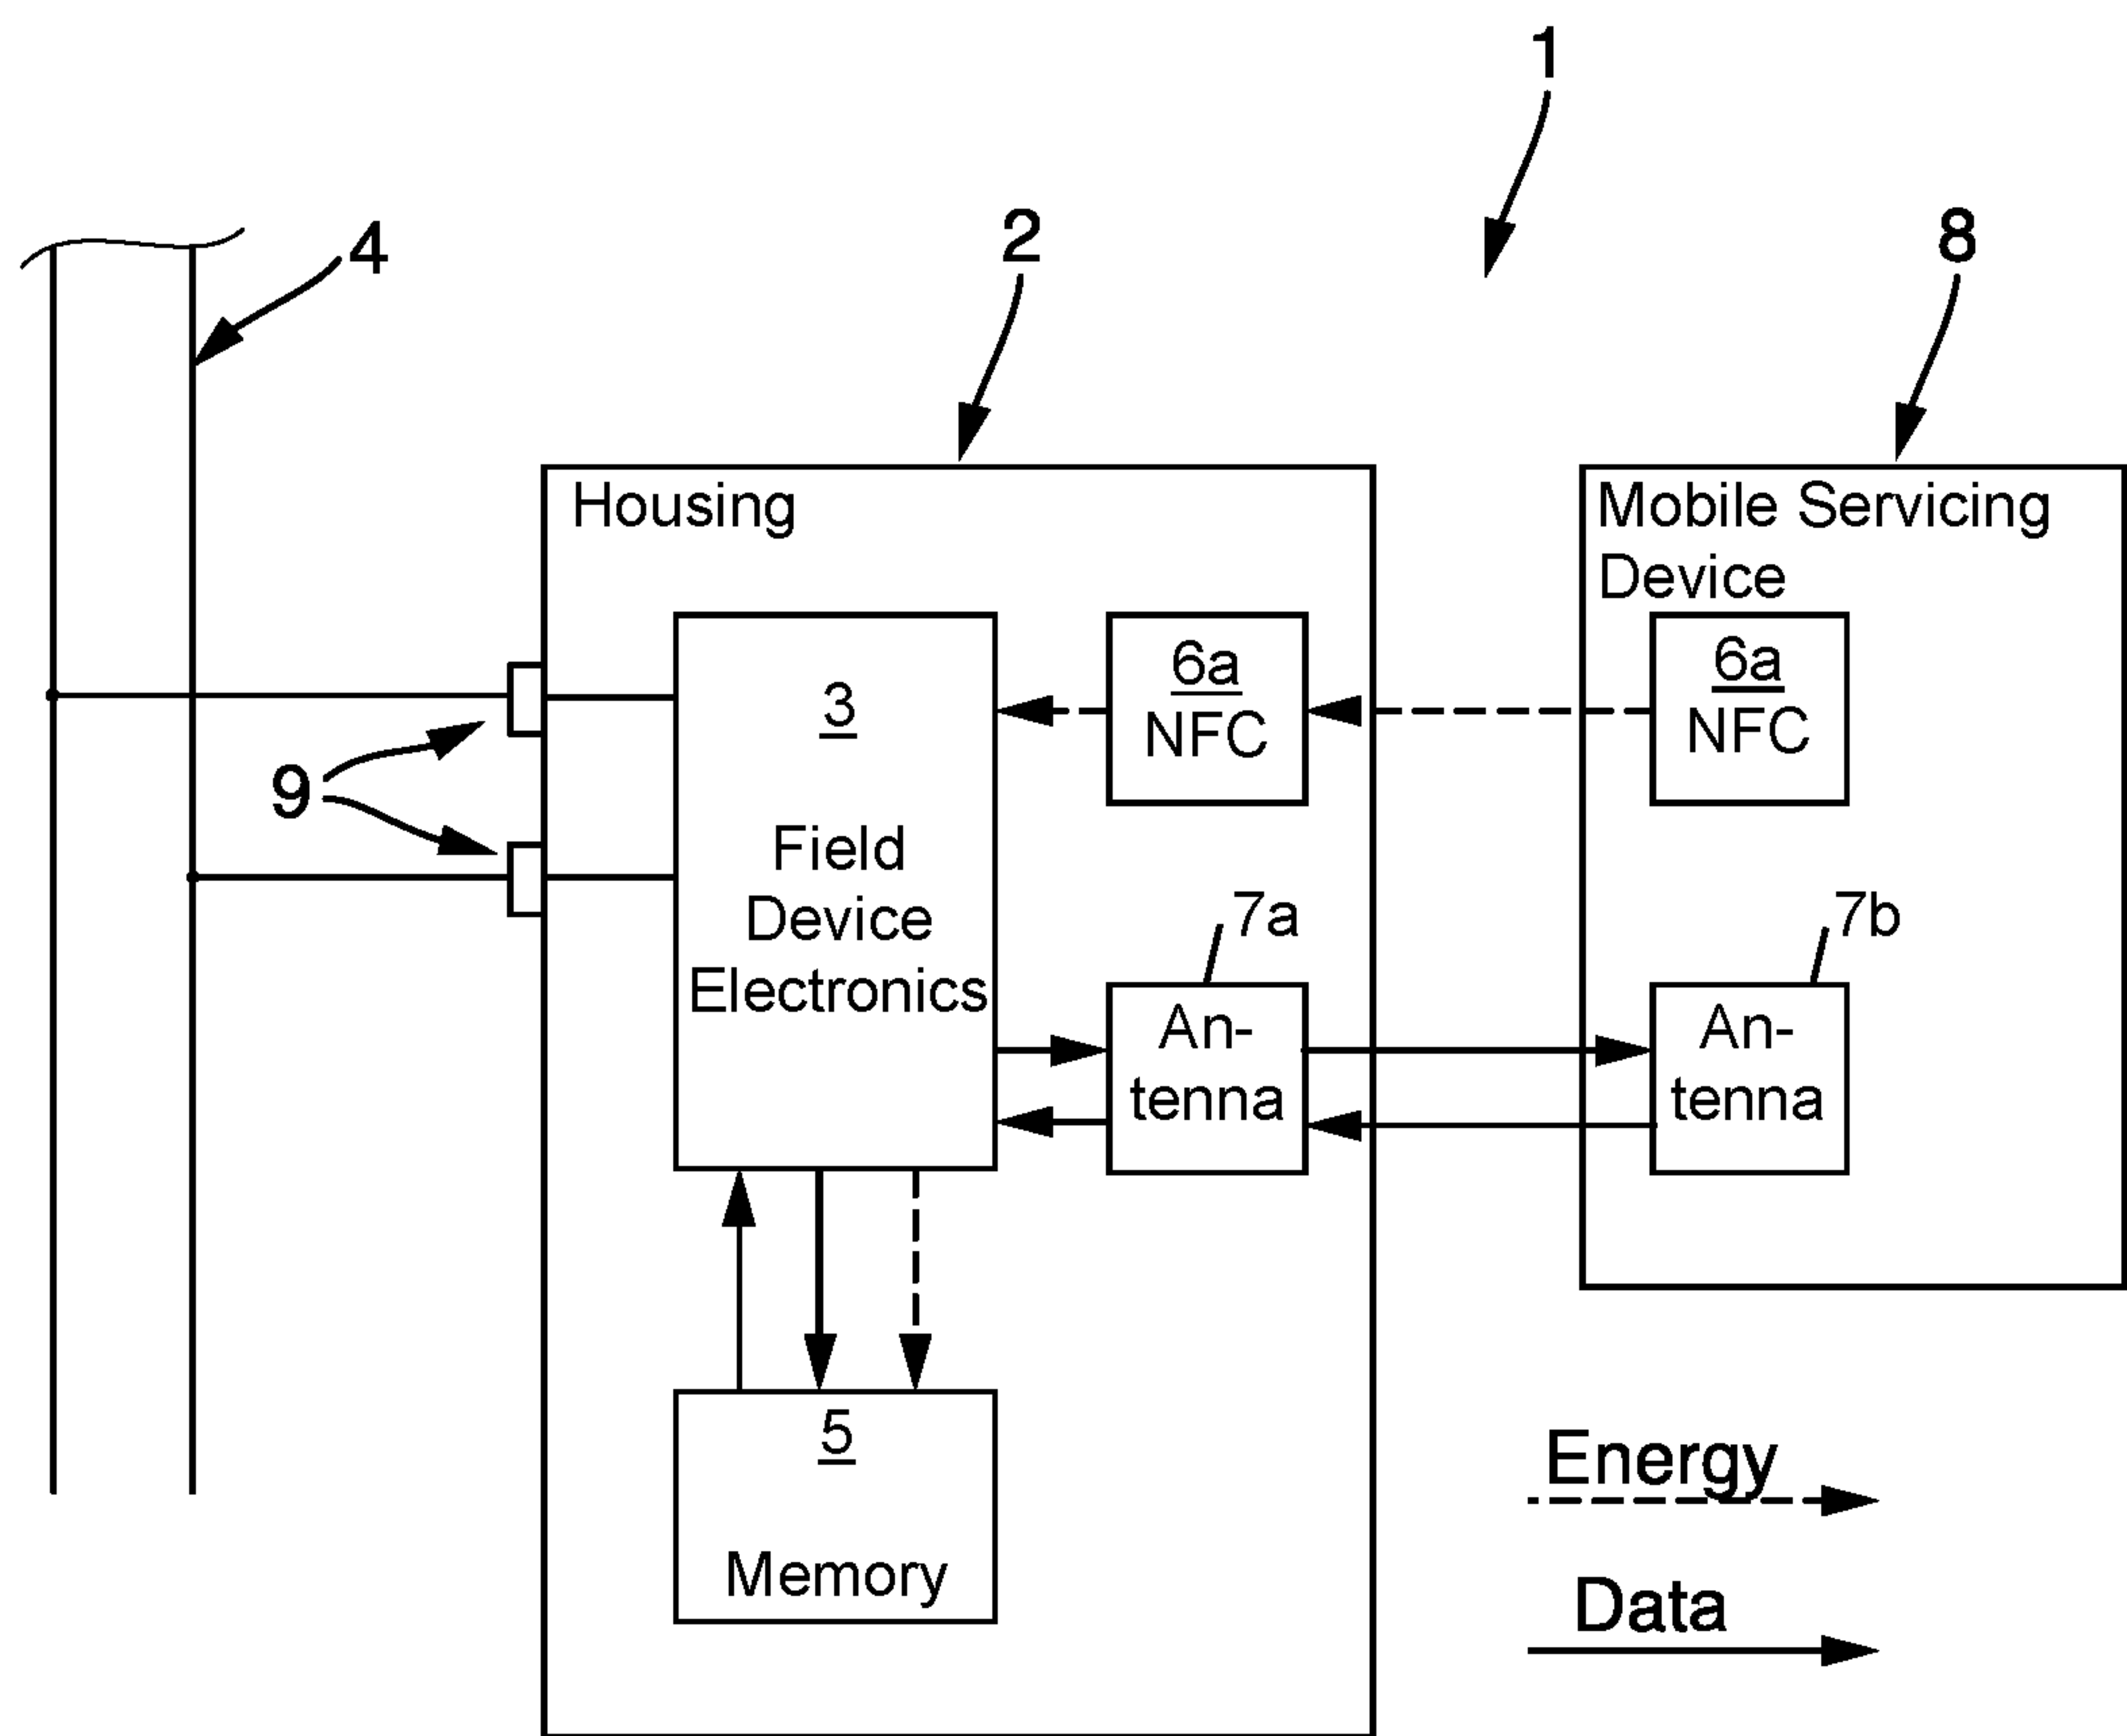 1
2
8
4
Housing
Mobile Servicing
Device
3
6a
NFC
6a
NFC
9
Field
Device
Electronics
7a
7b
An-
tenna
An-
tenna
5
Memory
Energy
Data